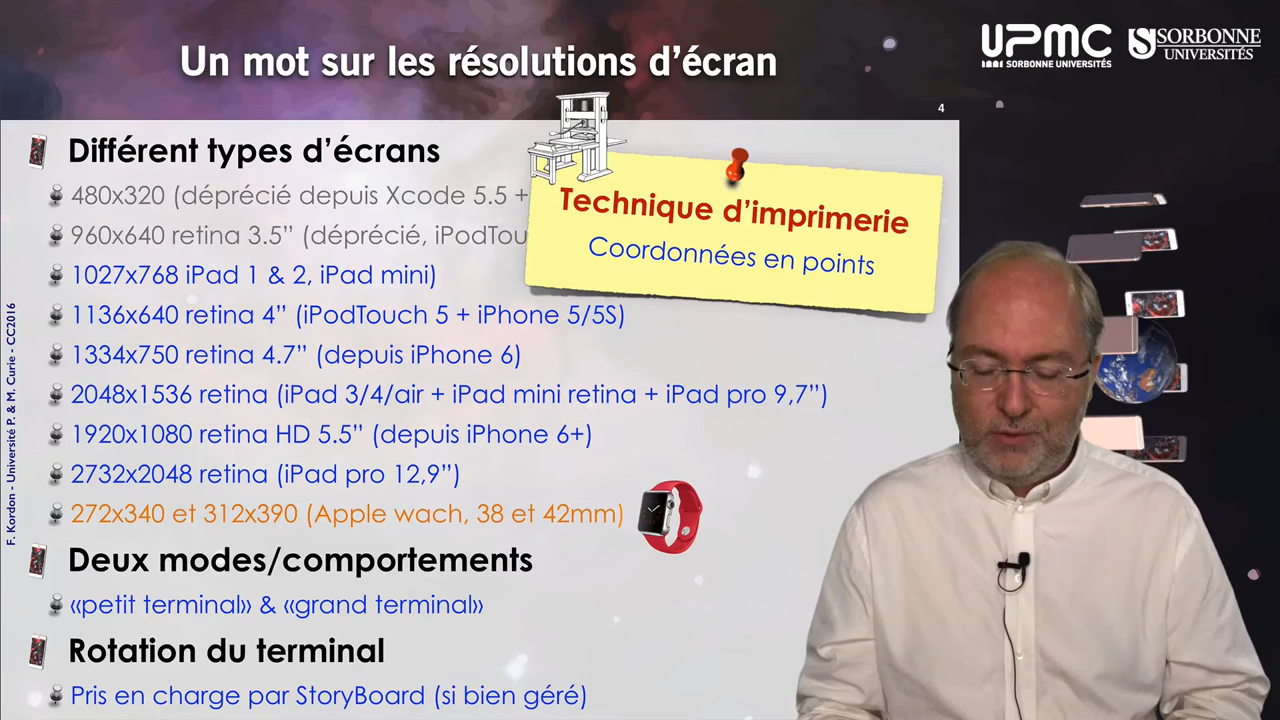 Un mot sur les résolutions d'écran
UPMC
SORBONNE UNIVERSITÉS
SORBONNE
UNIVERSITÉS
4
Différent types d'écrans
480x320 (déprécié depuis Xcode 5.5 +
960x640 retina 3.5” (déprécié, iPodTou
1027x768 iPad 1 & 2, iPad mini)
1136x640 retina 4” (iPodTouch 5 + iPhone 5/5S)
1334x750 retina 4.7” (depuis iPhone 6)
2048x1536 retina (iPad 3/4/air + iPad mini retina + iPad pro 9,7”)
1920x1080 retina HD 5.5” (depuis iPhone 6+)
2732x2048 retina (iPad pro 12,9”)
272x340 et 312x390 (Apple wach, 38 et 42mm)
Technique d'imprimerie
Coordonnées en points
Deux modes/comportements
«petit terminal» & «grand terminal»
Rotation du terminal
Pris en charge par StoryBoard (si bien géré)
F. Kordon - Université P. & M. Curie - CC2016